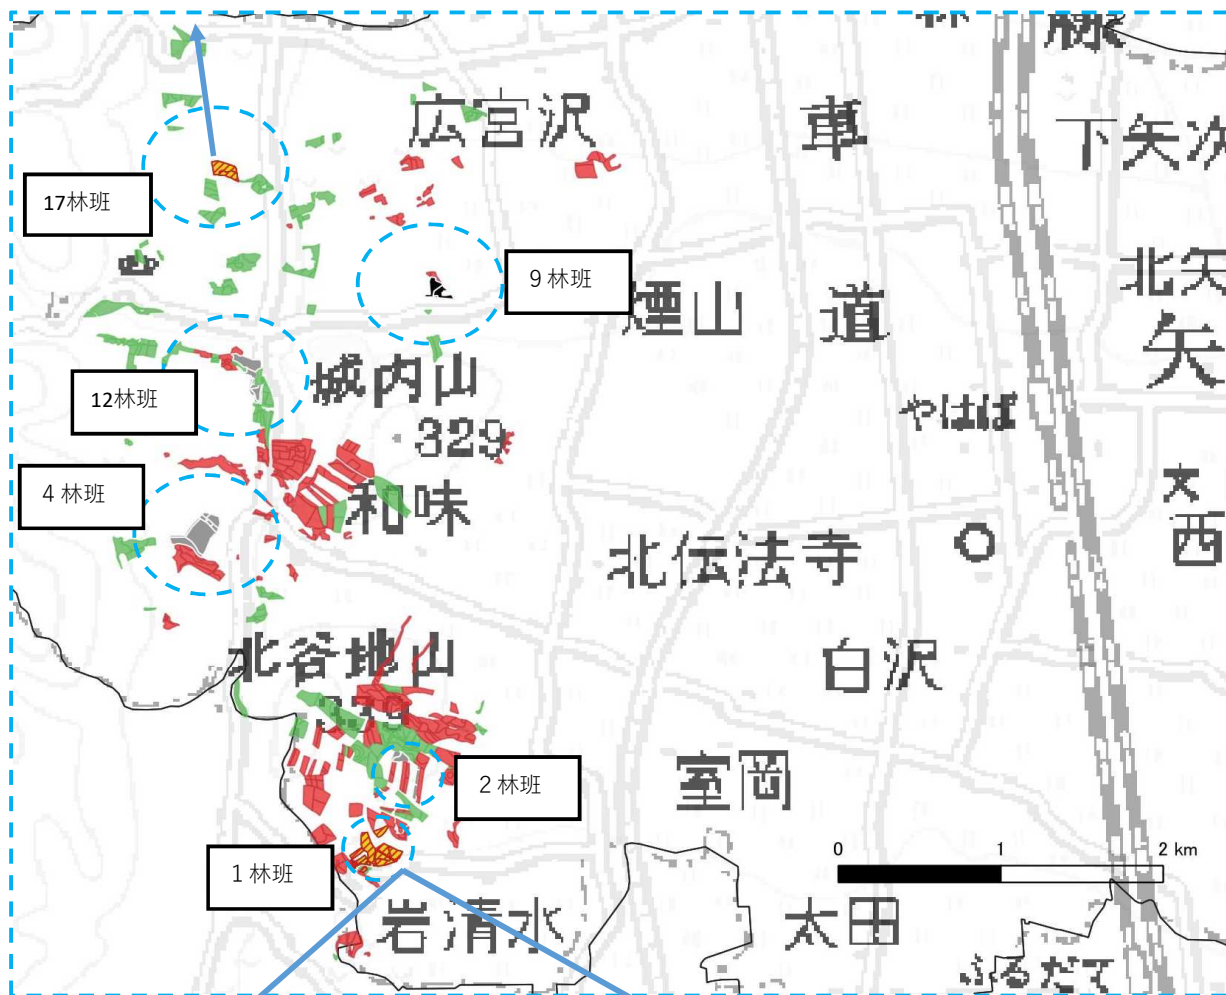 広宮沢
車
下矢次
17林班
9 林班
北矢
煙山
道
矢
12林班
城内山
329
やはば
4 林班
和味
西
北伝法寺
北谷地山
白沢
2 林班
室岡
0 1 2 km
1 林班
岩清水
太田
ふるだて